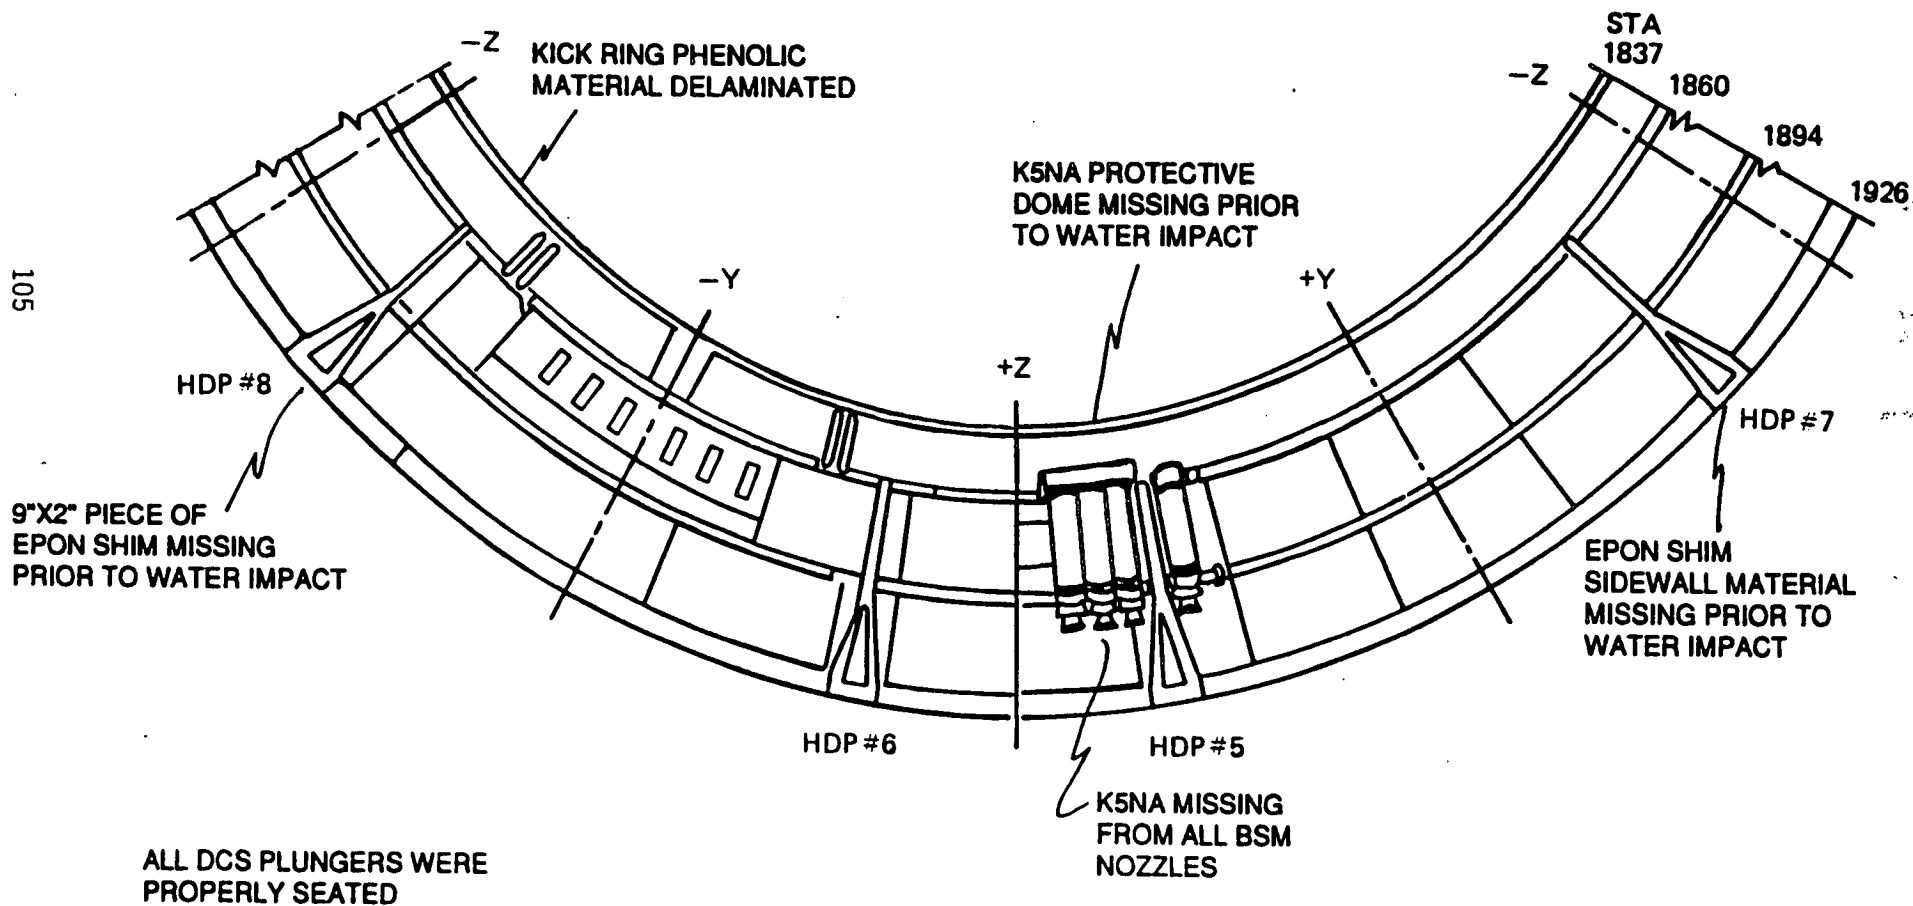 STA
1837
1860
1894
1926
–Z
–Z
KICK RING PHENOLIC
MATERIAL DELAMINATED
K5NA PROTECTIVE
DOME MISSING PRIOR
TO WATER IMPACT
–Y
+Y
+Z
HDP #8
HDP #7
9"X2" PIECE OF
EPON SHIM MISSING
PRIOR TO WATER IMPACT
EPON SHIM
SIDEWALL MATERIAL
MISSING PRIOR TO
WATER IMPACT
HDP #6
HDP #5
K5NA MISSING
FROM ALL BSM
NOZZLES
ALL DCS PLUNGERS WERE
PROPERLY SEATED
105